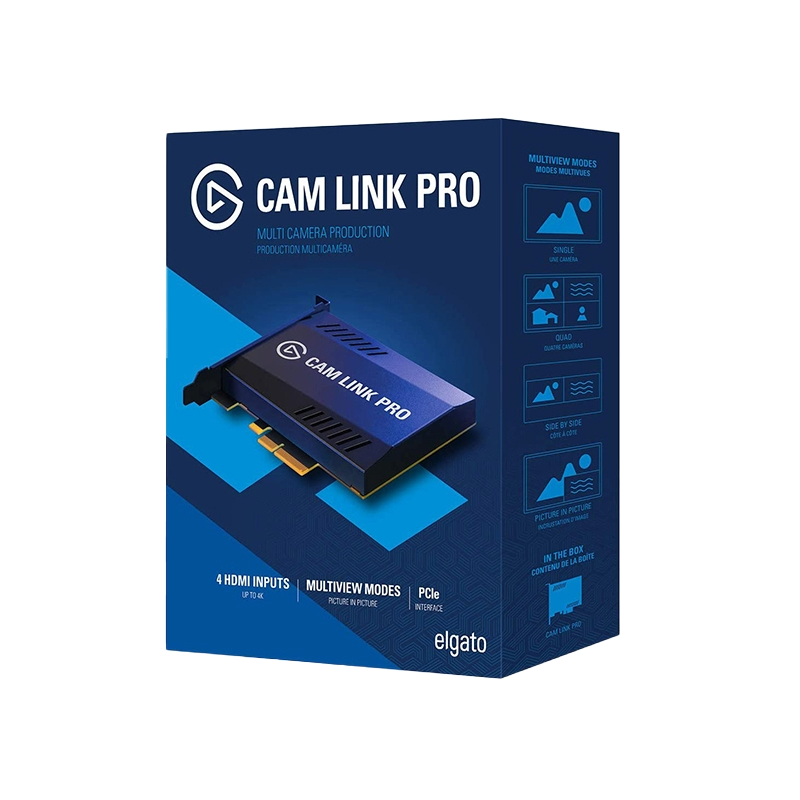 CAM LINK PRO
MULTI CAMERA PRODUCTION
PRODUCTION MULTICAMÉRA
CAM LINK PRO
4 HDMI INPUTS
UP TO 4K
MULTIVIEW MODES
PICTURE IN PICTURE
PCIe
INTERFACE
elgato
MULTIVIEW MODES
MODES MULTIVUES
SINGLE
UNE CAMÉRA
QUAD
QUATRE CAMÉRAS
SIDE BY SIDE
CÔTE À CÔTE
PICTURE IN PICTURE
INCRUSTATION D'IMAGE
IN THE BOX
CONTENU DE LA BOÎTE
CAM LINK PRO